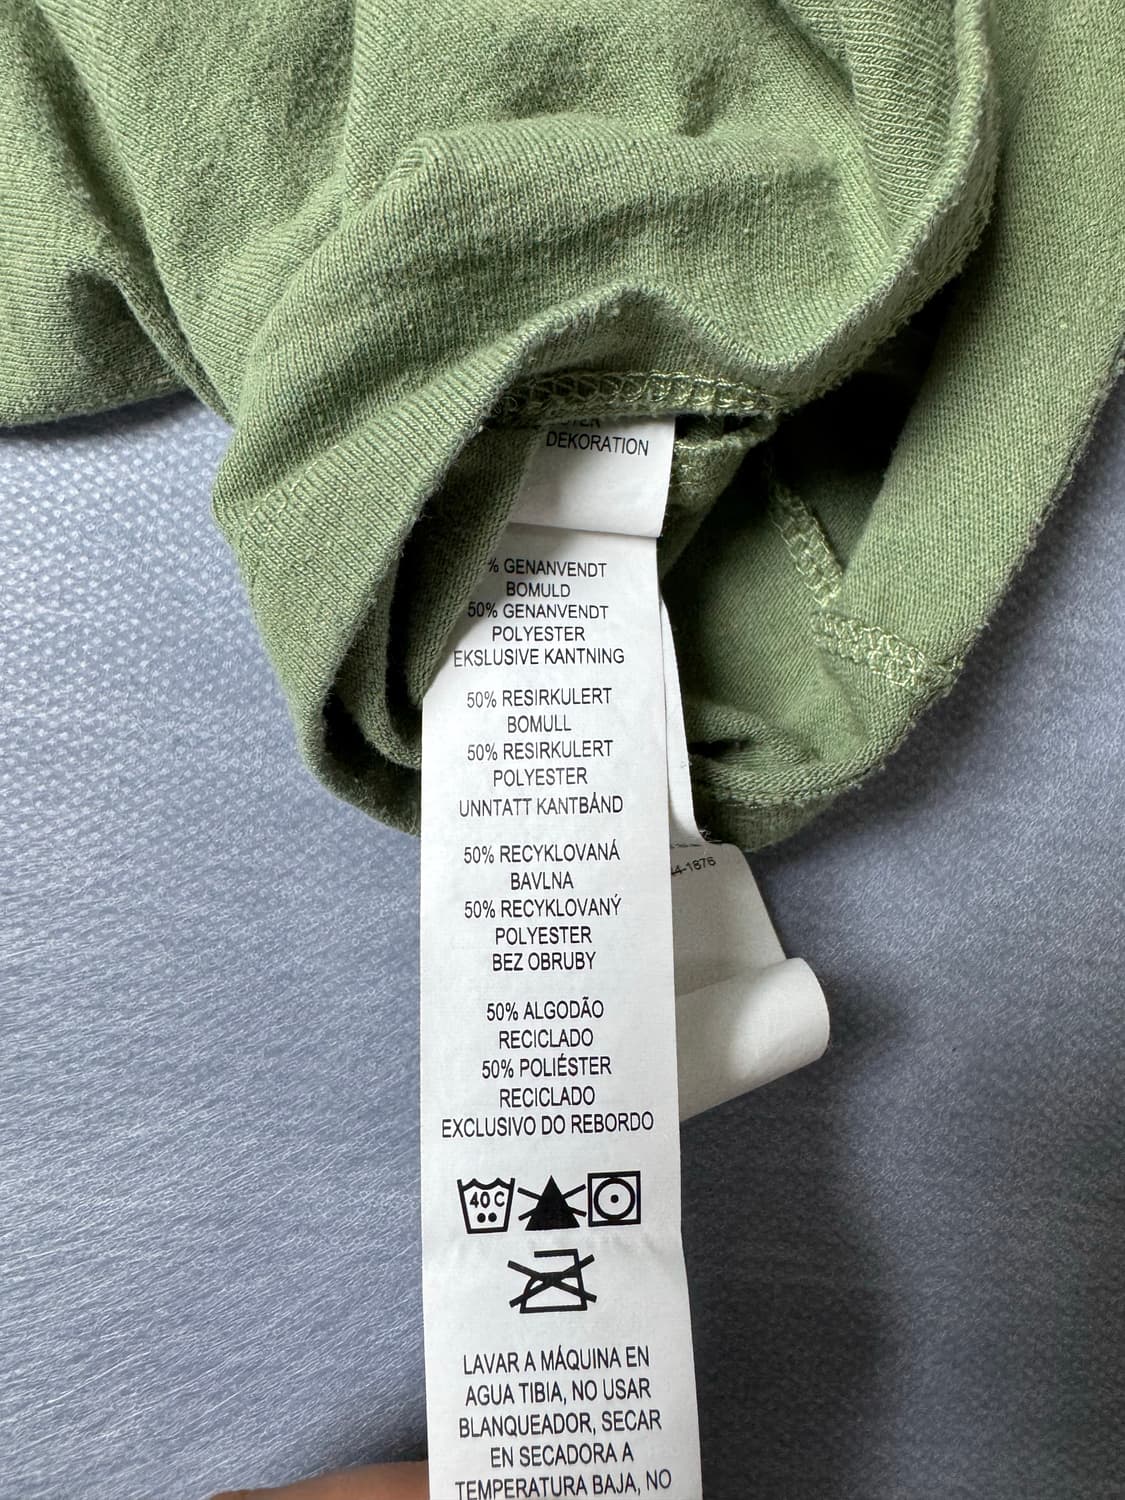 DEKORATION
% GENANVENDT
BOMULD
50% GENANVENDT
POLYESTER
EKSLUSIVE KANTNING
50% RESIRKULERT
BOMULL
50% RESIRKULERT
POLYESTER
UNNTATT KANTBÅND
50% RECYKLOVANÁ
BAVLNA
50% RECYKLOVANÝ
POLYESTER
BEZ OBRUBY
50% ALGODÃO
RECICLADO
50% POLIÉSTER
RECICLADO
EXCLUSIVO DO REBORDO
40 C
LAVAR A MÁQUINA EN
AGUA TIBIA, NO USAR
BLANQUEADOR, SECAR
EN SECADORA A
TEMPERATURA BAJA, NO
4-1876